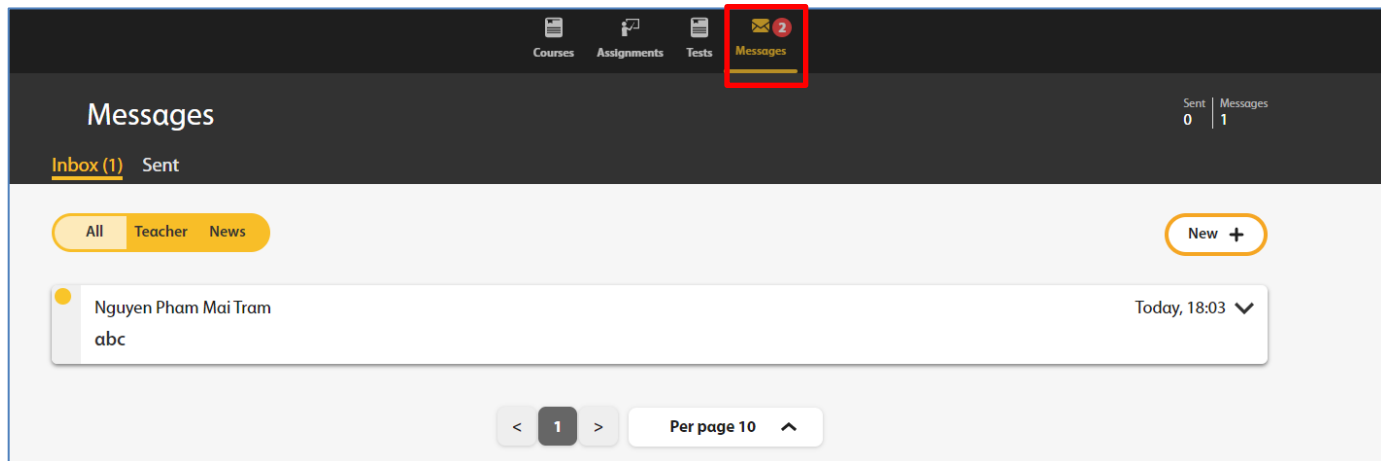 2
Courses Assignments Tests Messages
Messages
Sent Messages
0 1
Inbox (1) Sent
All Teacher News
New +
Nguyen Pham Mai Tram Today, 18:03
abc
< 1 > Per page 10